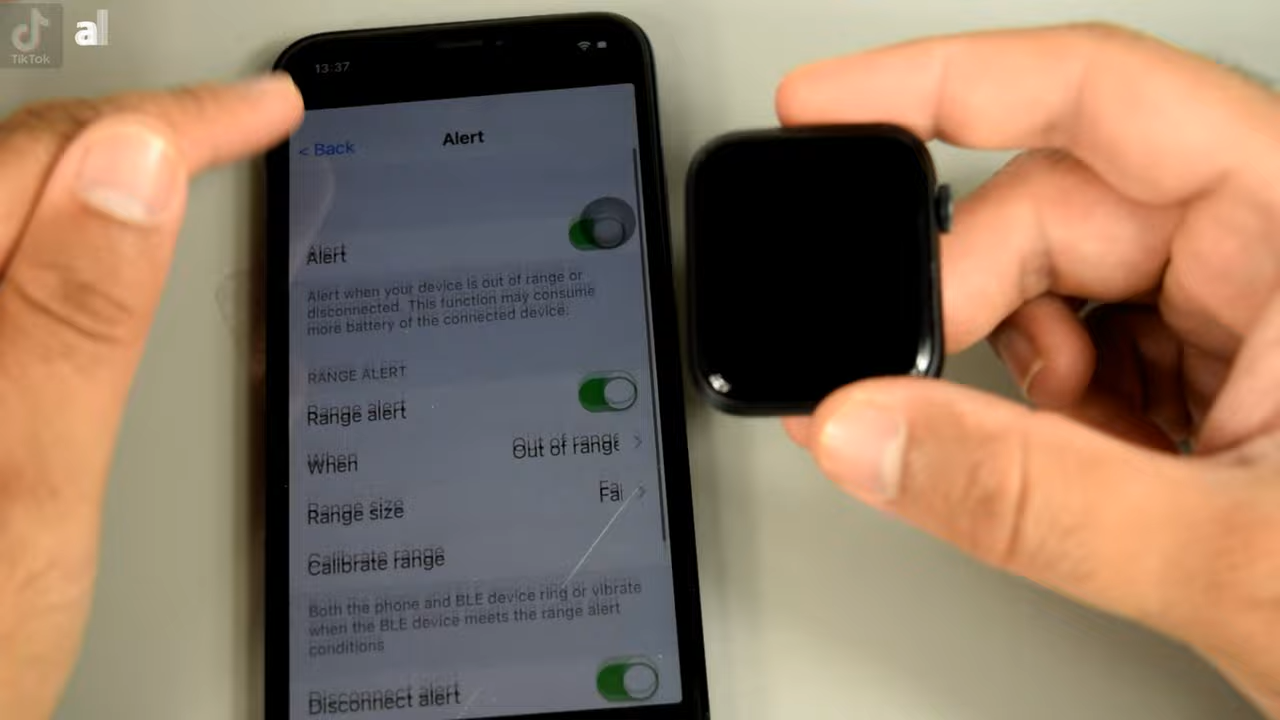 TikTok
al
13:37
< Back
Alert
Alert
Alert when your device is out of range or
disconnected. This function may consume
more battery of the connected device.
RANGE ALERT
Range alert
When Out of range
Range size
Calibrate range
Both the phone and BLE device ring or vibrate
when the BLE device meets the range alert
conditions
Disconnect alert